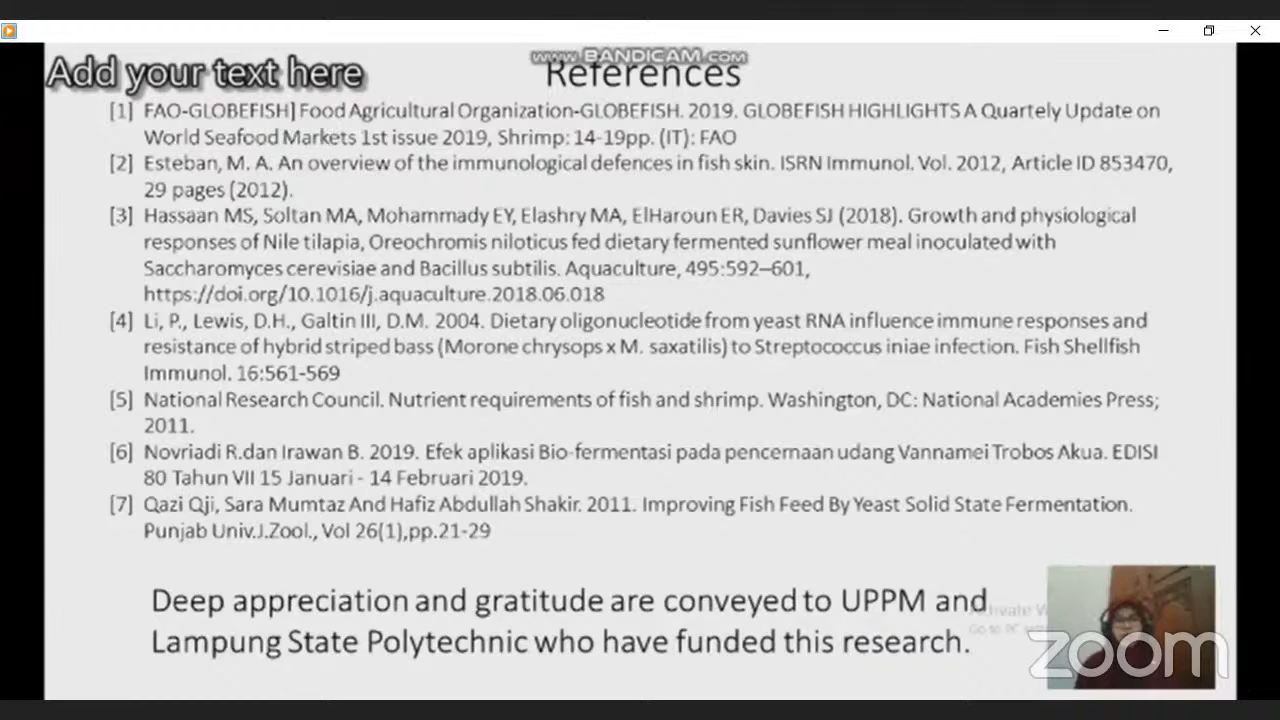 www.BANDICAM.com
Add your text here
References
[1] FAO-GLOBEFISH] Food Agricultural Organization-GLOBEFISH. 2019. GLOBEFISH HIGHLIGHTS A Quartely Update on
World Seafood Markets 1st issue 2019, Shrimp: 14-19pp. (IT): FAO
[2] Esteban, M. A. An overview of the immunological defences in fish skin. ISRN Immunol. Vol. 2012, Article ID 853470,
29 pages (2012).
[3] Hassaan MS, Soltan MA, Mohammady EY, Elashry MA, ElHaroun ER, Davies SJ (2018). Growth and physiological
responses of Nile tilapia, Oreochromis niloticus fed dietary fermented sunflower meal inoculated with
Saccharomyces cerevisiae and Bacillus subtilis. Aquaculture, 495:592–601,
https://doi.org/10.1016/j.aquaculture.2018.06.018
[4] Li, P., Lewis, D.H., Galtin III, D.M. 2004. Dietary oligonucleotide from yeast RNA influence immune responses and
resistance of hybrid striped bass (Morone chrysops x M. saxatilis) to Streptococcus iniae infection. Fish Shellfish
Immunol. 16:561-569
[5] National Research Council. Nutrient requirements of fish and shrimp. Washington, DC: National Academies Press;
2011.
[6] Novriadi R.dan Irawan B. 2019. Efek aplikasi Bio-fermentasi pada pencernaan udang Vannamei Trobos Akua. EDISI
80 Tahun VII 15 Januari - 14 Februari 2019.
[7] Qazi Qji, Sara Mumtaz And Hafiz Abdullah Shakir. 2011. Improving Fish Feed By Yeast Solid State Fermentation.
Punjab Univ.J.Zool., Vol 26(1),pp.21-29
Deep appreciation and gratitude are conveyed to UPPM and
Lampung State Polytechnic who have funded this research.
Activate W
Go to PC
zoom